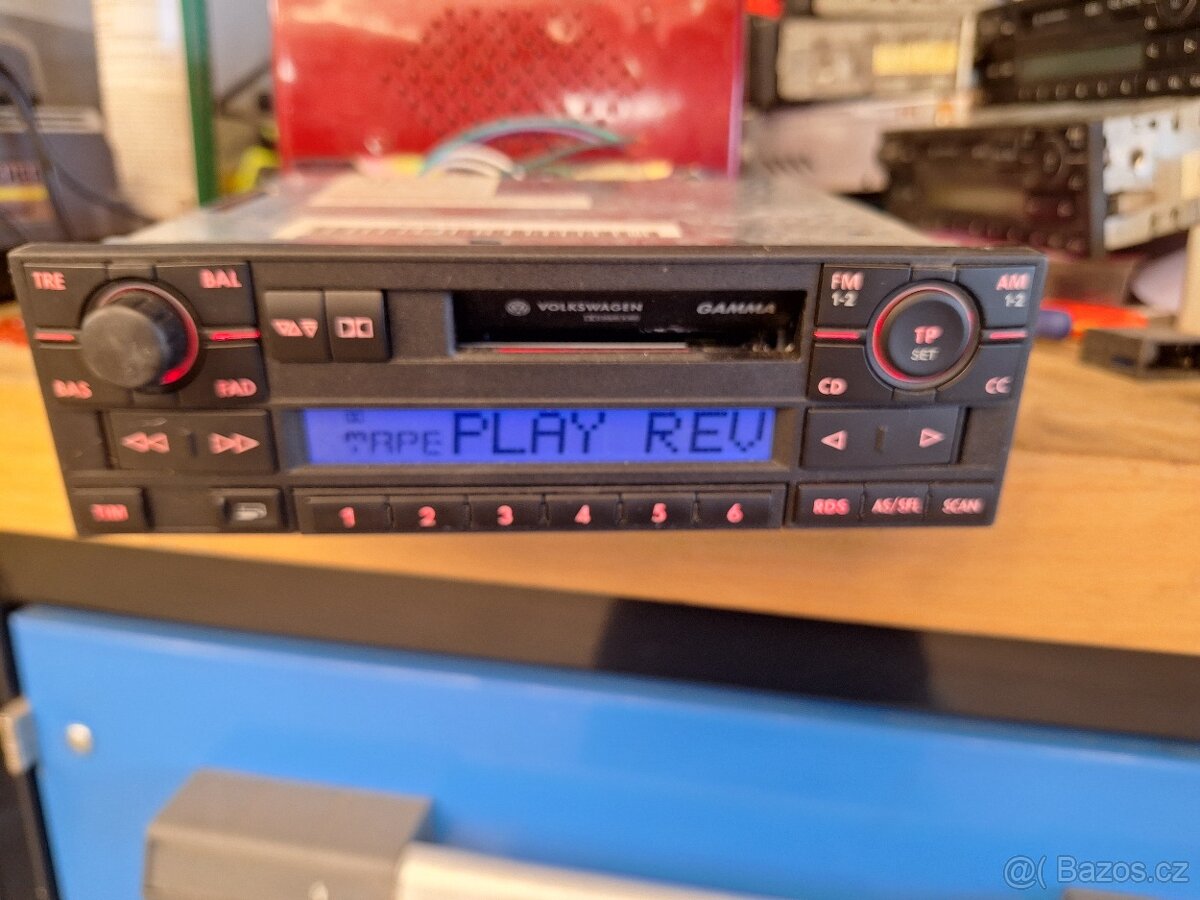 TRE
BAL
BAS
FAD
VOLKSWAGEN
GAMMA
FM
1-2
AM
1-2
TP
SET
CD
CC
TAPE PLAY REV
TIM
1 2 3 4 5 6
RDS AS/SFL SCAN
@( Bazos.cz